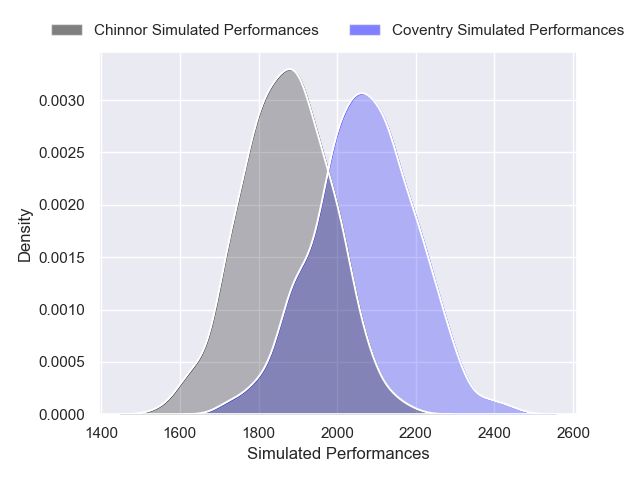 Chinnor Simulated Performances Coventry Simulated Performances
0.0030
0.0025
0.0020
0.0015
0.0010
0.0005
0.0000
Density
1400 1600 1800 2000 2200 2400 2600
Simulated Performances